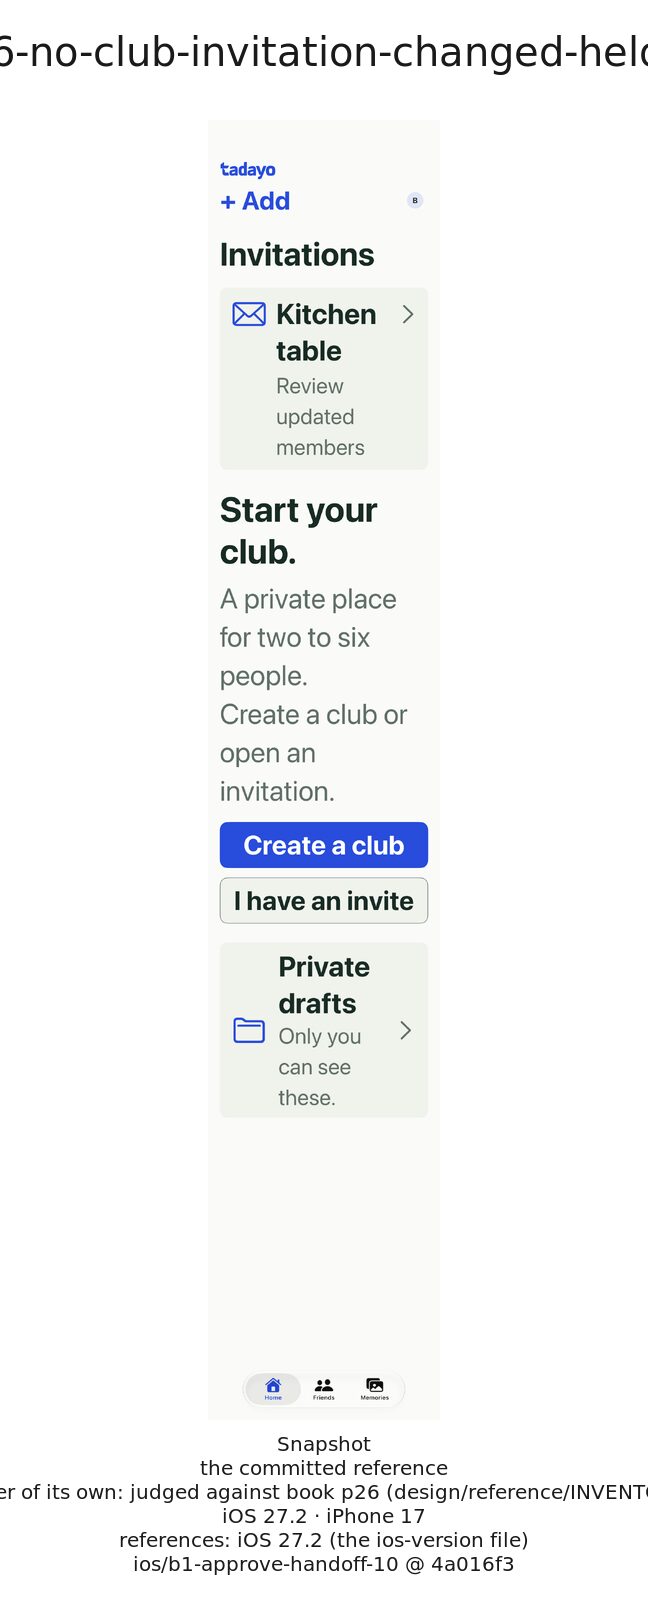 6-no-club-invitation-changed-held
tadayo
+ Add
B
Invitations
Kitchen
table
Review
updated
members
Start your
club.
A private place
for two to six
people.
Create a club or
open an
invitation.
Create a club
I have an invite
Private
drafts
Only you
can see
these.
Home
Friends
Memories
Snapshot
the committed reference
er of its own: judged against book p26 (design/reference/INVENTO
iOS 27.2 · iPhone 17
references: iOS 27.2 (the ios-version file)
ios/b1-approve-handoff-10 @ 4a016f3